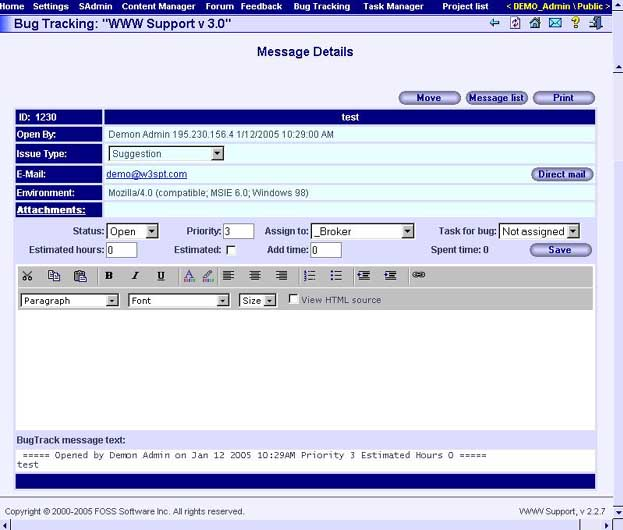 Home Settings SAdmin Content Manager Forum Feedback Bug Tracking Task Manager Project list < DEMO_Admin \ Public >
Bug Tracking: "WWW Support v 3.0"
Message Details
Move Message list Print
ID: 1230 test
Open By: Demon Admin 195.230.156.4 1/12/2005 10:29:00 AM
Issue Type: Suggestion
E-Mail: demo@w3spt.com Direct mail
Environment: Mozilla/4.0 (compatible; MSIE 6.0; Windows 98)
Attachments:
Status: Open Priority: 3 Assign to: _Broker Task for bug: Not assigned
Estimated hours: 0 Estimated: Add time: 0 Spent time: 0 Save
B I U A
Paragraph Font Size View HTML source
BugTrack message text:
===== Opened by Demon Admin on Jan 12 2005 10:29AM Priority 3 Estimated Hours 0 =====
test
Copyright © 2000-2005 FOSS Software Inc. All rights reserved. WWW Support, v 2.2.7